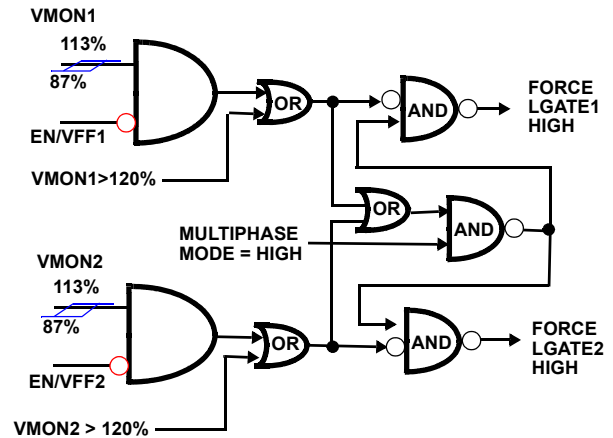 VMON1
113%
87%
EN/VFF1
VMON1>120%
OR
AND
FORCE
LGATE1
HIGH
OR
AND
MULTIPHASE
MODE = HIGH
VMON2
113%
87%
EN/VFF2
VMON2 > 120%
OR
AND
FORCE
LGATE2
HIGH